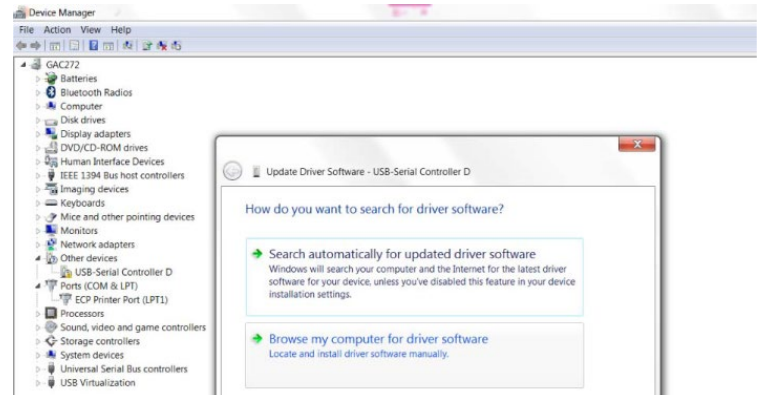 Device Manager
File Action View Help
GAC272
Batteries
Bluetooth Radios
Computer
Disk drives
Display adapters
DVD/CD-ROM drives
Human Interface Devices
IEEE 1394 Bus host controllers
Imaging devices
Keyboards
Mice and other pointing devices
Monitors
Network adapters
Other devices
USB-Serial Controller D
Ports (COM & LPT)
ECP Printer Port (LPT1)
Processors
Sound, video and game controllers
Storage controllers
System devices
Universal Serial Bus controllers
USB Virtualization
Update Driver Software - USB-Serial Controller D
How do you want to search for driver software?
Search automatically for updated driver software
Windows will search your computer and the Internet for the latest driver
software for your device, unless you've disabled this feature in your device
installation settings.
Browse my computer for driver software
Locate and install driver software manually.